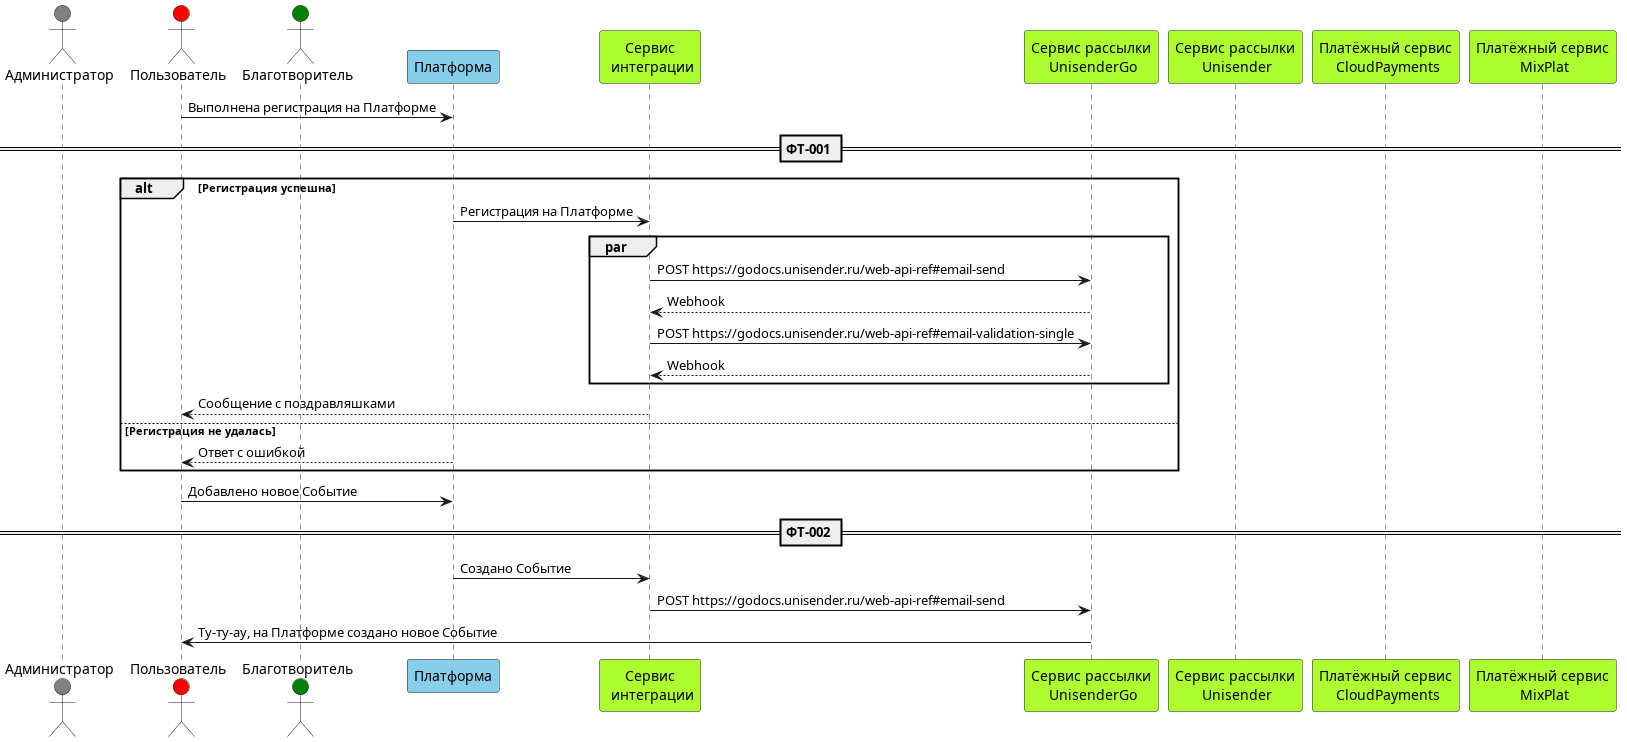 Администратор
Пользователь
Благотворитель
Платформа
Сервис
интеграции
Сервис рассылки
UnisenderGo
Сервис рассылки
Unisender
Платёжный сервис
CloudPayments
Платёжный сервис
MixPlat
Выполнена регистрация на Платформе
ФТ-001
alt
[Регистрация успешна]
Регистрация на Платформе
par
POST https://godocs.unisender.ru/web-api-ref#email-send
Webhook
POST https://godocs.unisender.ru/web-api-ref#email-validation-single
Webhook
Сообщение с поздравляшками
[Регистрация не удалась]
Ответ с ошибкой
Добавлено новое Событие
ФТ-002
Создано Событие
POST https://godocs.unisender.ru/web-api-ref#email-send
Ту-ту-ау, на Платформе создано новое Событие
Администратор
Пользователь
Благотворитель
Платформа
Сервис
интеграции
Сервис рассылки
UnisenderGo
Сервис рассылки
Unisender
Платёжный сервис
CloudPayments
Платёжный сервис
MixPlat